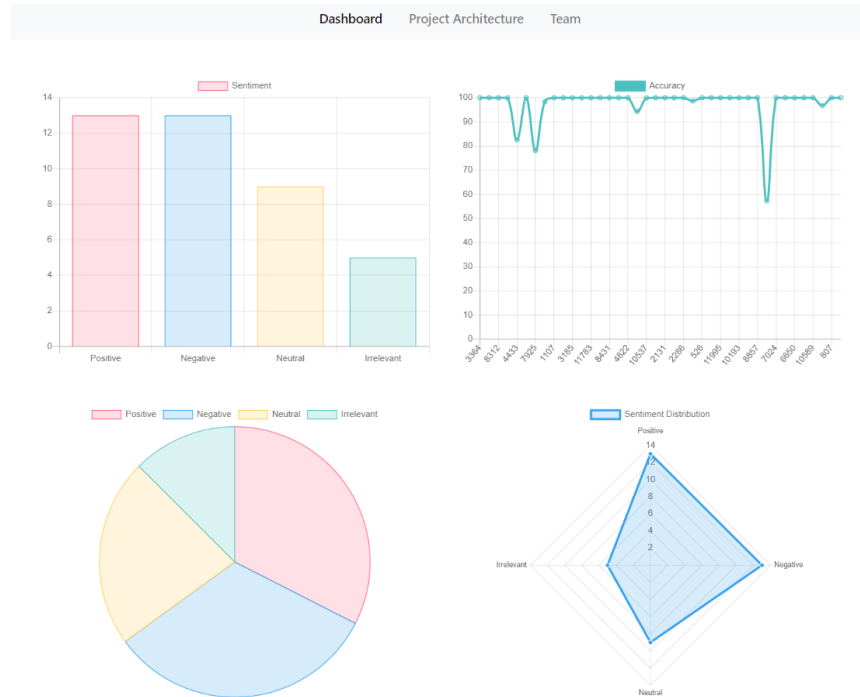 Dashboard Project Architecture Team
Sentiment
14
12
10
8
6
4
2
0
Positive Negative Neutral Irrelevant
Accuracy
100
90
80
70
60
50
40
30
20
10
0
3364 8312 4433 7925 1107 3185 11783 8431 4822 10537 2131 2288 526 11995 10193 8857 7024 6650 10589 807
Positive Negative Neutral Irrelevant
Sentiment Distribution
Positive
14
12
10
8
6
4
2
Irrelevant Negative
Neutral